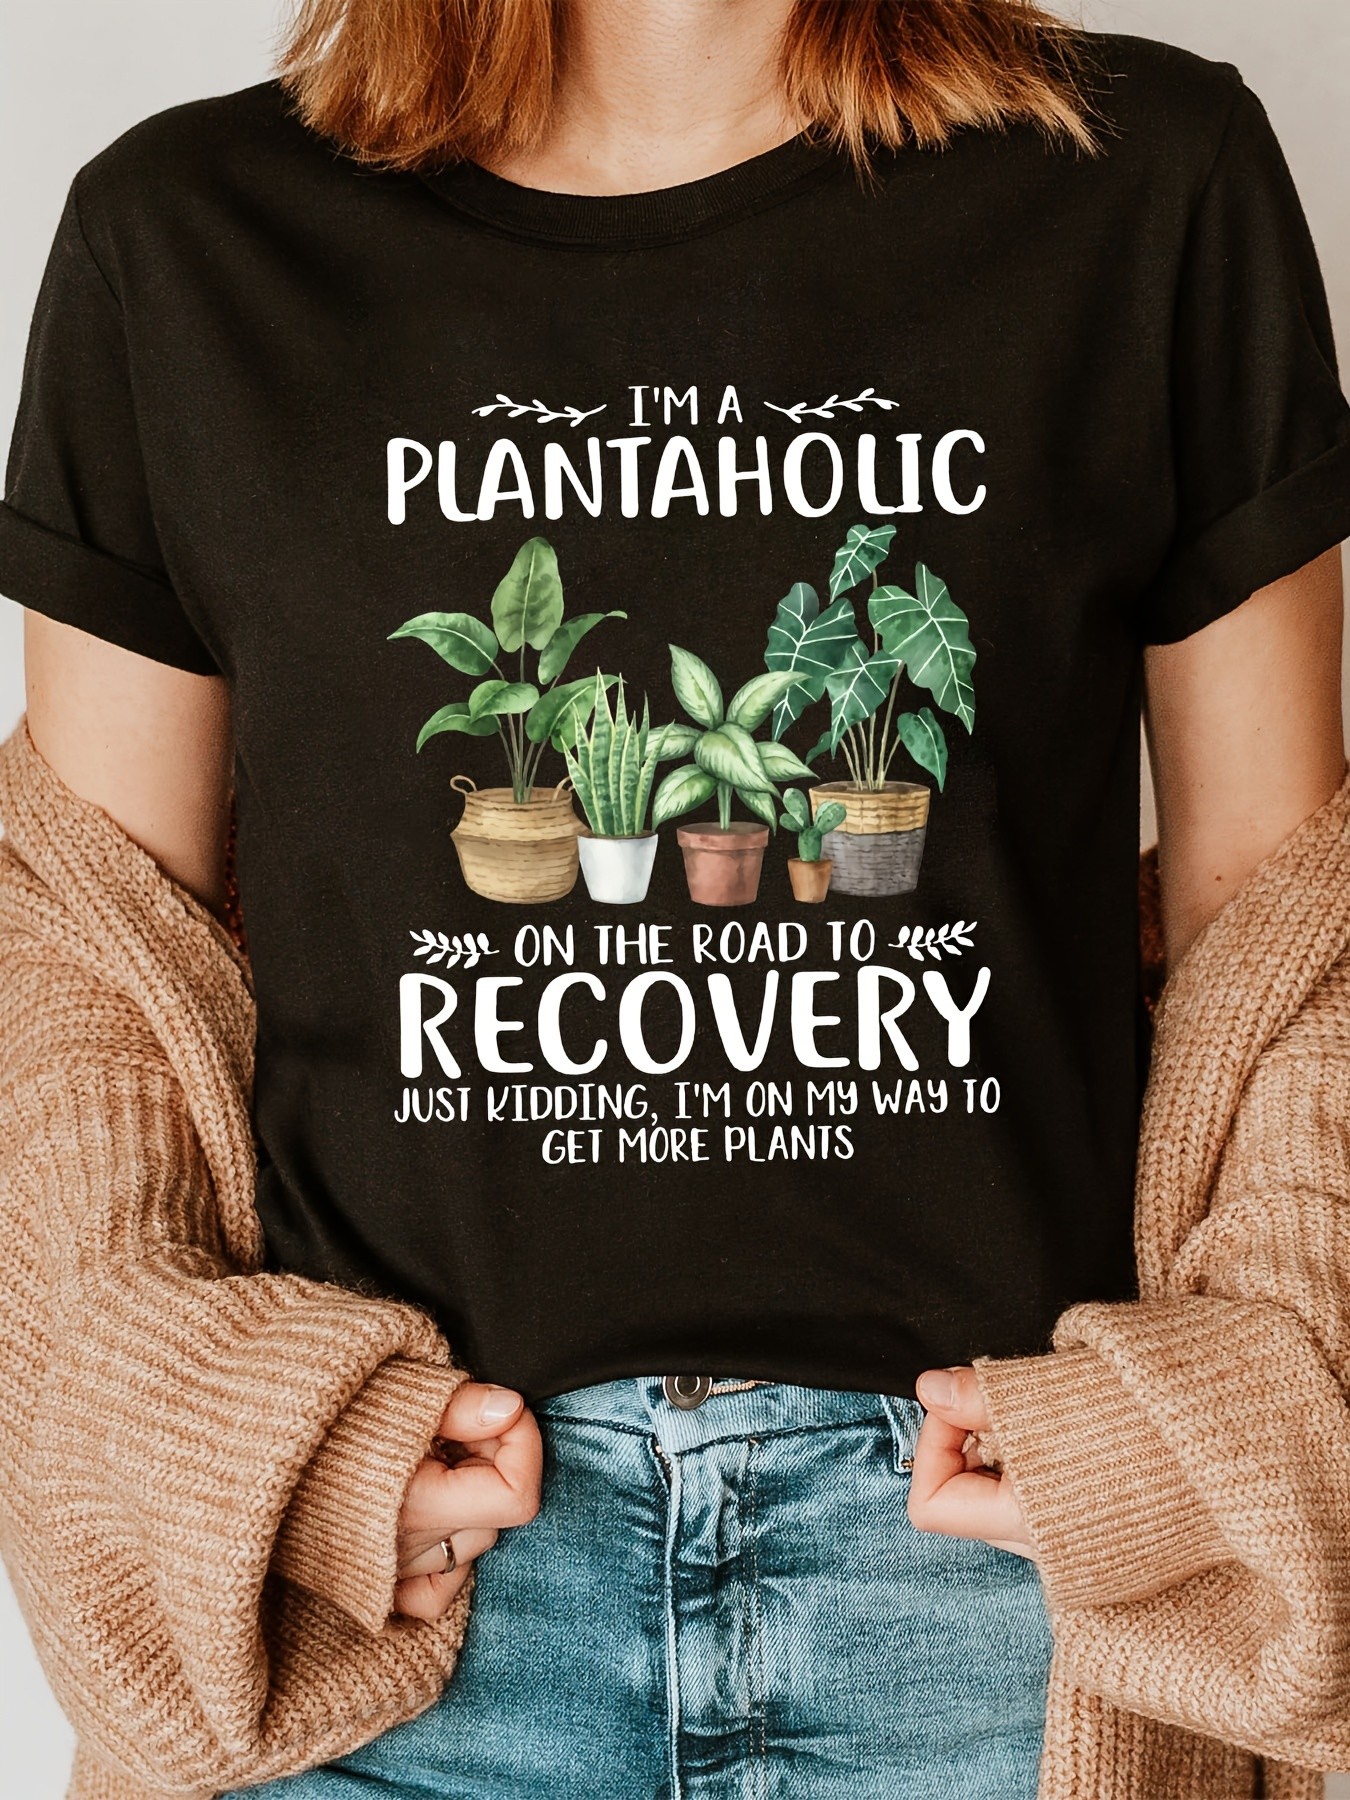 I'M A
PLANTAHOLIC
ON THE ROAD TO
RECOVERY
JUST KIDDING, I'M ON MY WAY TO
GET MORE PLANTS